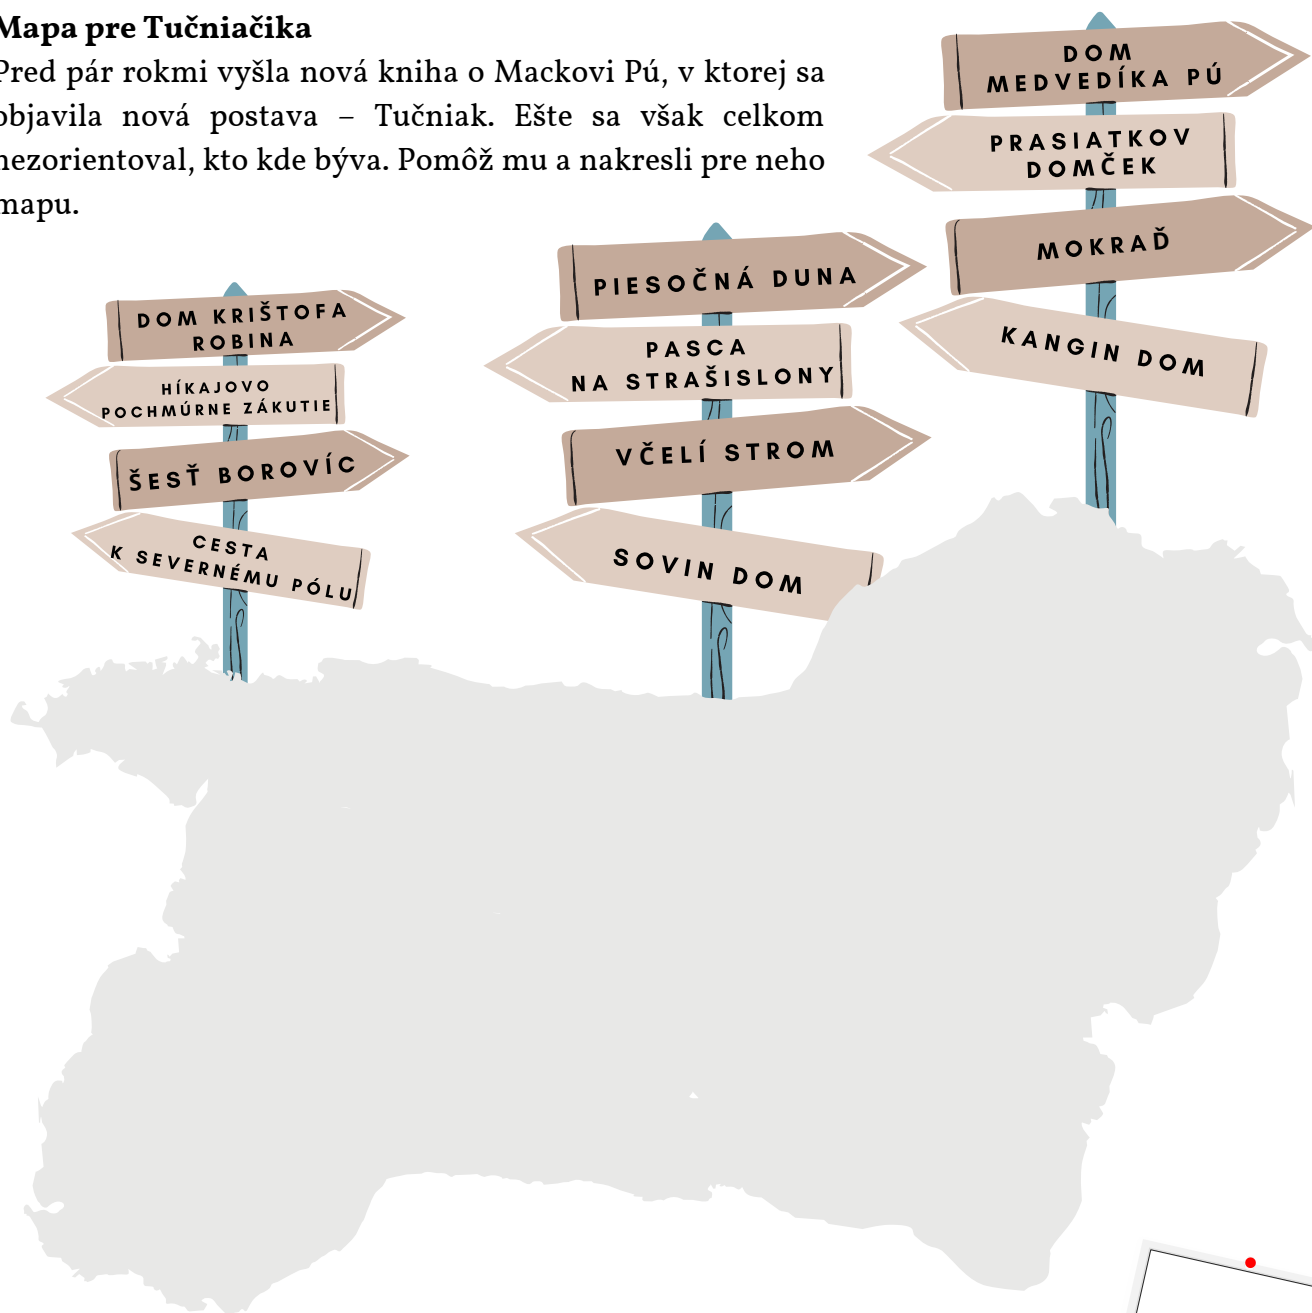 Mapa pre Tučniačika
Pred pár rokmi vyšla nová kniha o Mackovi Pú, v ktorej sa
objavila nová postava – Tučniak. Ešte sa však celkom
nezorientoval, kto kde býva. Pomôž mu a nakresli pre neho
mapu.
DOM KRIŠTOFA
ROBINA
HÍKAJOVO
POCHMÚRNE ZÁKUTIE
ŠESŤ BOROVÍC
CESTA
K SEVERNÉMU PÓLU
PIESOČNÁ DUNA
PASCA
NA STRAŠISLONY
VČELÍ STROM
SOVIN DOM
DOM
MEDVEDÍKA PÚ
PRASIATKOV
DOMČEK
MOKRAĎ
KANGIN DOM